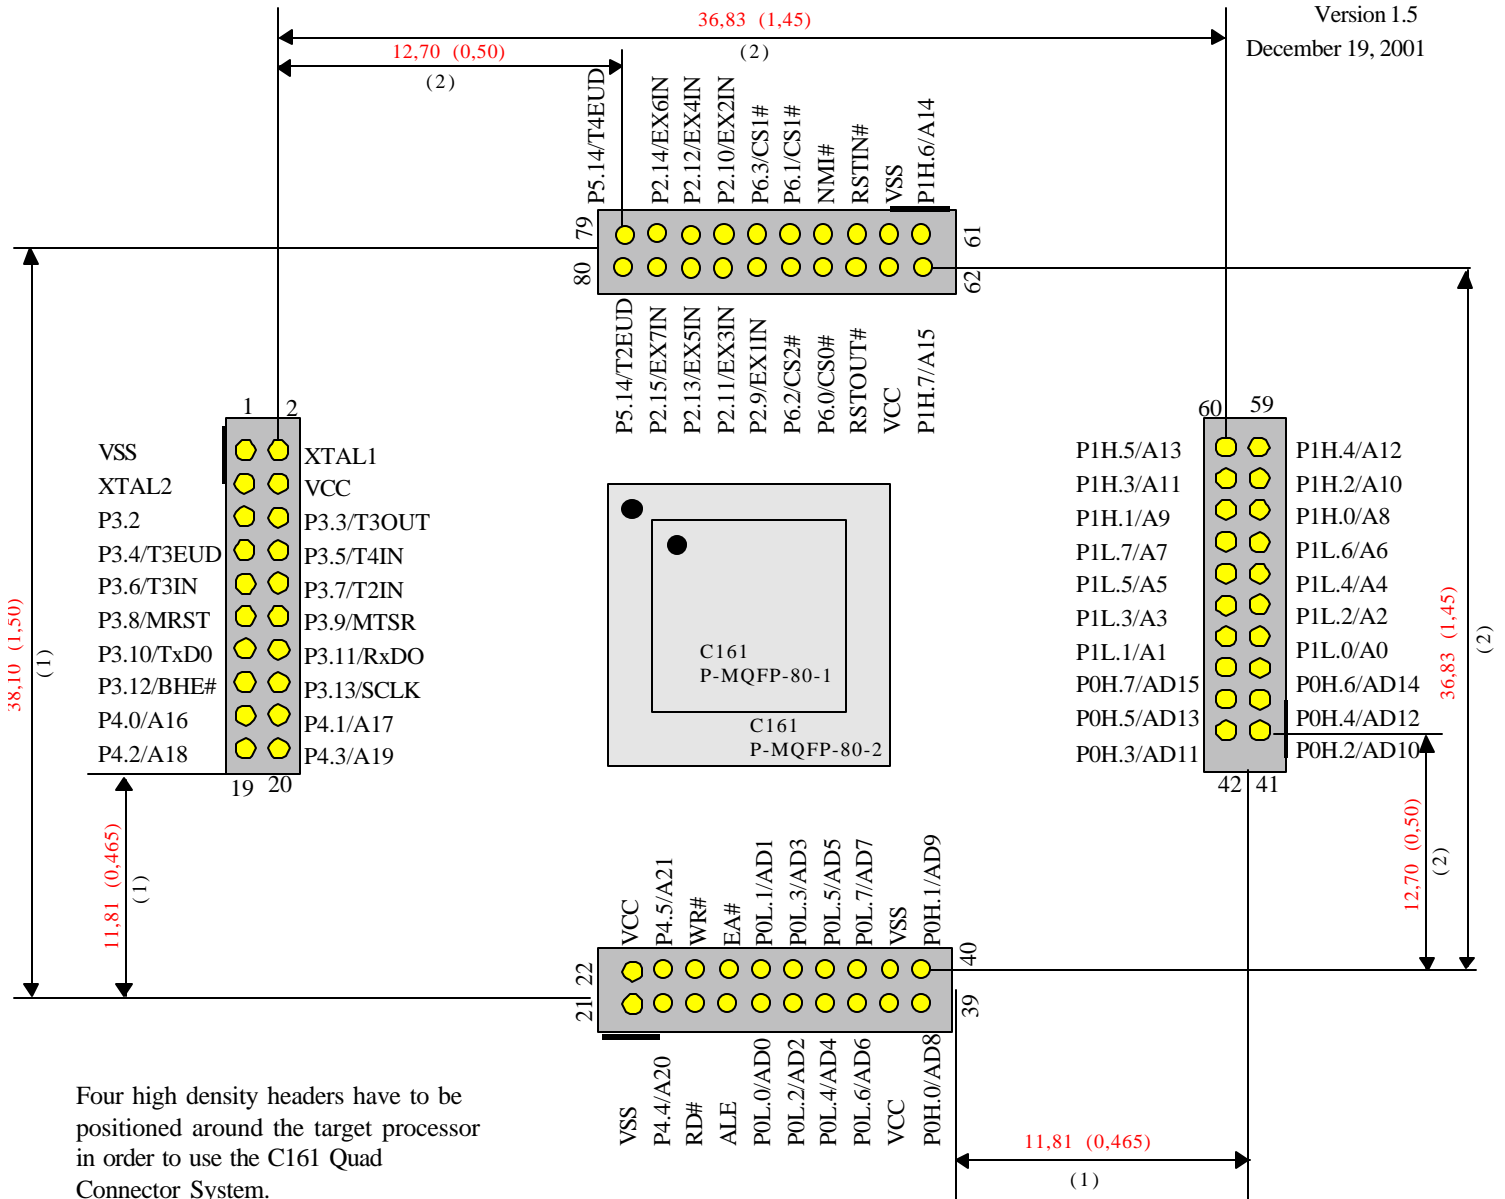 Version 1.5
December 19, 2001
36,83 (1,45)
(2)
12,70 (0,50)
(2)
P5.14/T4EUD
P2.14/EX6IN
P2.12/EX4IN
P2.10/EX2IN
P6.3/CS1#
P6.1/CS1#
NMI#
RSTIN#
VSS
P1H.6/A14
79
80
61
62
P5.14/T2EUD
P2.15/EX7IN
P2.13/EX5IN
P2.11/EX3IN
P2.9/EX1IN
P6.2/CS2#
P6.0/CS0#
RSTOUT#
VCC
P1H.7/A15
1 2
VSS XTAL1
XTAL2 VCC
P3.2 P3.3/T3OUT
P3.4/T3EUD P3.5/T4IN
P3.6/T3IN P3.7/T2IN
P3.8/MRST P3.9/MTSR
P3.10/TxD0 P3.11/RxDO
P3.12/BHE# P3.13/SCLK
P4.0/A16 P4.1/A17
P4.2/A18 P4.3/A19
19 20
38,10 (1,50)
(1)
11,81 (0,465)
(1)
C161
P-MQFP-80-1
C161
P-MQFP-80-2
60 59
P1H.5/A13 P1H.4/A12
P1H.3/A11 P1H.2/A10
P1H.1/A9 P1H.0/A8
P1L.7/A7 P1L.6/A6
P1L.5/A5 P1L.4/A4
P1L.3/A3 P1L.2/A2
P1L.1/A1 P1L.0/A0
P0H.7/AD15 P0H.6/AD14
P0H.5/AD13 P0H.4/AD12
P0H.3/AD11 P0H.2/AD10
42 41
36,83 (1,45)
(2)
12,70 (0,50)
(2)
VCC
P4.5/A21
WR#
EA#
P0L.1/AD1
P0L.3/AD3
P0L.5/AD5
P0L.7/AD7
VSS
P0H.1/AD9
22
21
40
39
VSS
P4.4/A20
RD#
ALE
P0L.0/AD0
P0L.2/AD2
P0L.4/AD4
P0L.6/AD6
VCC
P0H.0/AD8
11,81 (0,465)
(1)
Four high density headers have to be
positioned around the target processor
in order to use the C161 Quad
Connector System.